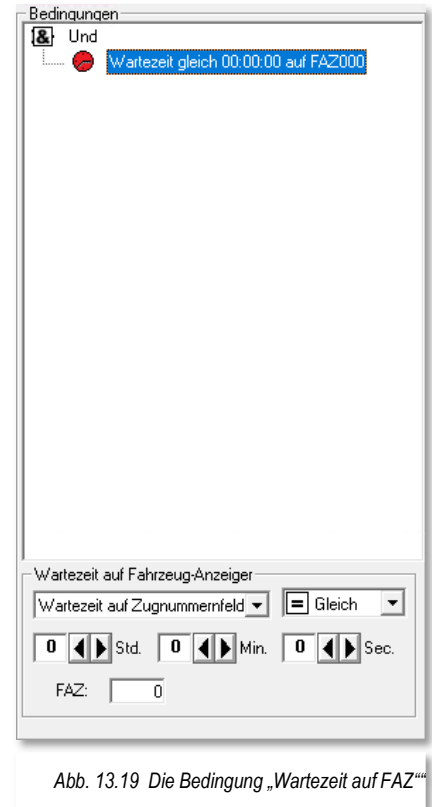 Bedingungen
& Und
Wartezeit gleich 00:00:00 auf FAZ000
Wartezeit auf Fahrzeug-Anzeiger
Wartezeit auf Zugnummernfeld = Gleich
0 Std. 0 Min. 0 Sec.
FAZ: 0
Abb. 13.19 Die Bedingung „Wartezeit auf FAZ““